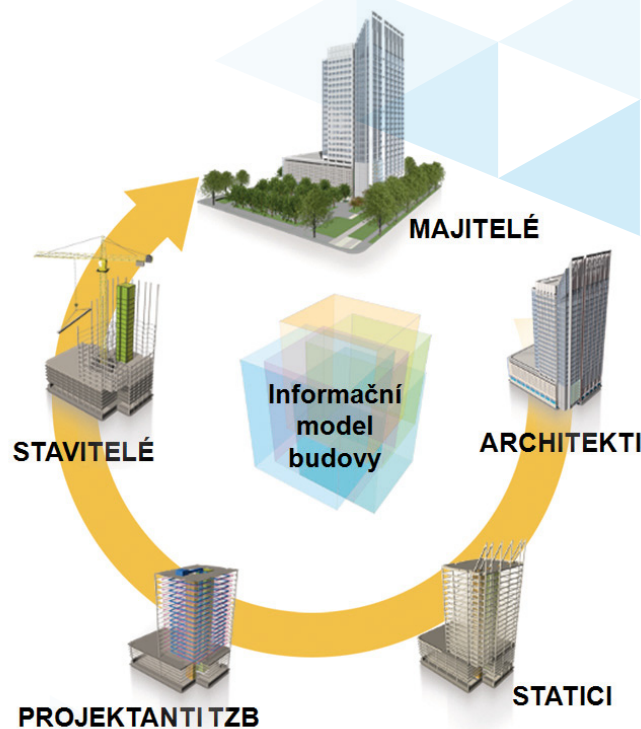 MAJITELÉ
Informační
model
budovy
STAVITELÉ
ARCHITEKTI
STATICI
PROJEKTANTI TZB